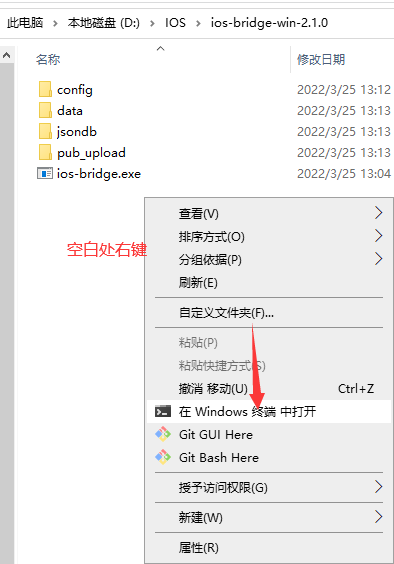 此电脑 > 本地磁盘 (D:) > IOS > ios-bridge-win-2.1.0
名称 修改日期
config 2022/3/25 13:12
data 2022/3/25 13:13
jsondb 2022/3/25 13:13
pub_upload 2022/3/25 13:13
ios-bridge.exe 2022/3/25 13:04
查看(V)
空白处右键
排序方式(O)
分组依据(P)
刷新(E)
自定义文件夹(F)...
粘贴(P)
粘贴快捷方式(S)
撤消 移动(U) Ctrl+Z
在 Windows 终端 中打开
Git GUI Here
Git Bash Here
授予访问权限(G)
新建(W)
属性(R)